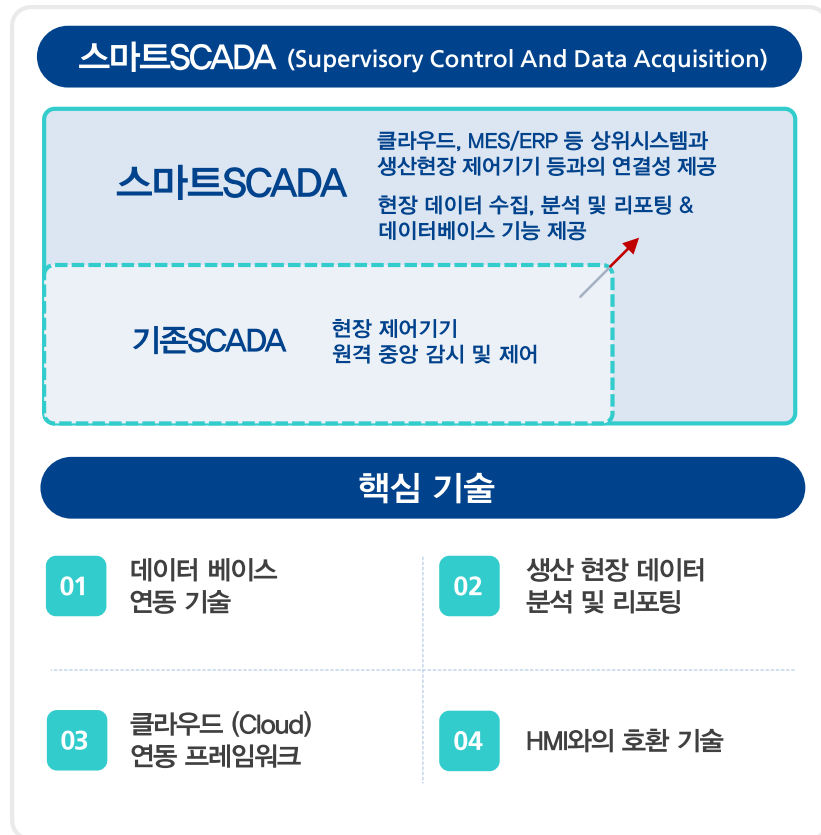 스마트SCADA (Supervisory Control And Data Acquisition)
스마트SCADA
클라우드, MES/ERP 등 상위시스템과
생산현장 제어기기 등과의 연결성 제공
현장 데이터 수집, 분석 및 리포팅 &
데이터베이스 기능 제공
기존SCADA
현장 제어기기
원격 중앙 감시 및 제어
핵심 기술
01
데이터 베이스
연동 기술
02
생산 현장 데이터
분석 및 리포팅
03
클라우드 (Cloud)
연동 프레임워크
04
HMI와의 호환 기술